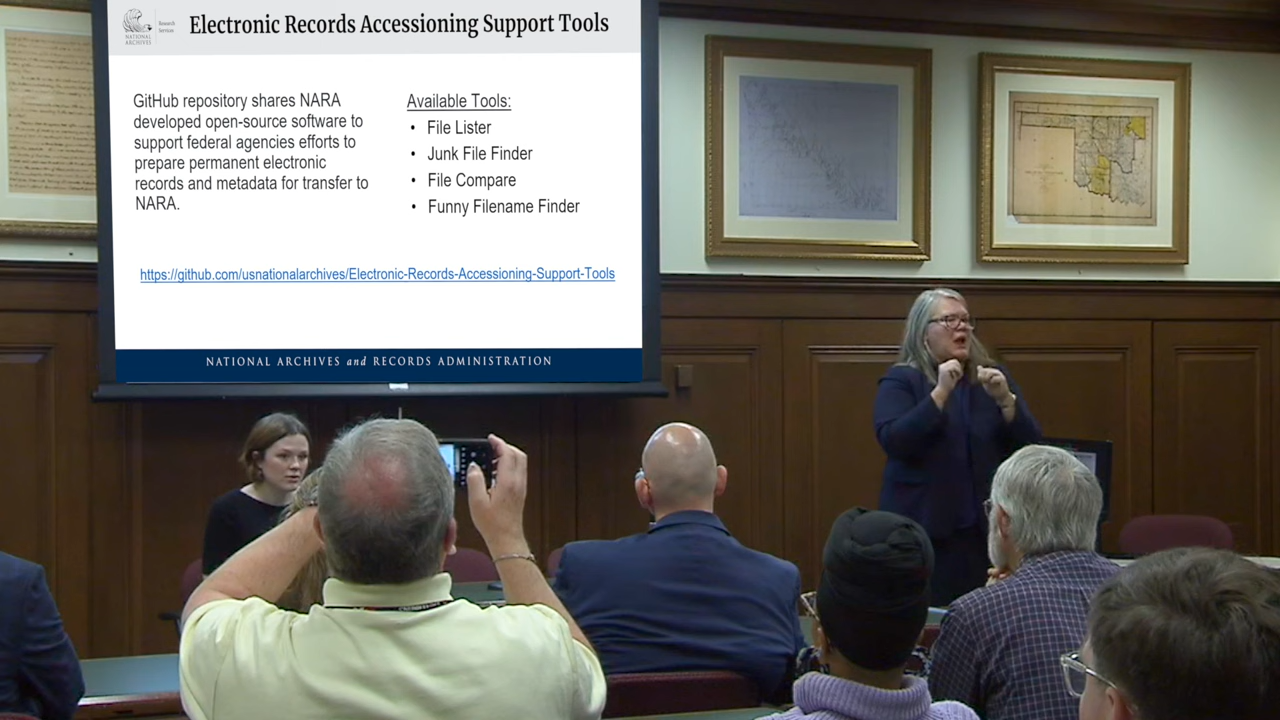 NATIONAL
ARCHIVES
Research
Services
Electronic Records Accessioning Support Tools
GitHub repository shares NARA
developed open-source software to
support federal agencies efforts to
prepare permanent electronic
records and metadata for transfer to
NARA.
Available Tools:
• File Lister
• Junk File Finder
• File Compare
• Funny Filename Finder
https://github.com/usnationalarchives/Electronic-Records-Accessioning-Support-Tools
NATIONAL ARCHIVES and RECORDS ADMINISTRATION